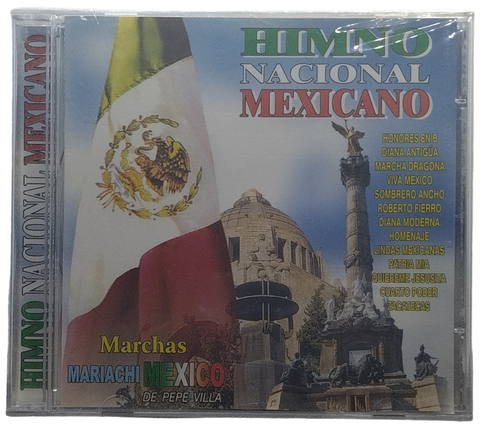 HIMNO NACIONAL MEXICANO
HIMNO
NACIONAL
MEXICANO
HONORES EN B
DIANA ANTIGUA
MARCHA DRAGONA
VIVA MEXICO
SOMBRERO ANCHO
ROBERTO FIERRO
DIANA MODERNA
HOMENAJE
LINDAS MEXICANAS
PATRIA MIA
QUIEREME JESUSITA
CUARTO PODER
ZACATECAS
Marchas
MARIACHI MEXICO
DE PEPE VILLA